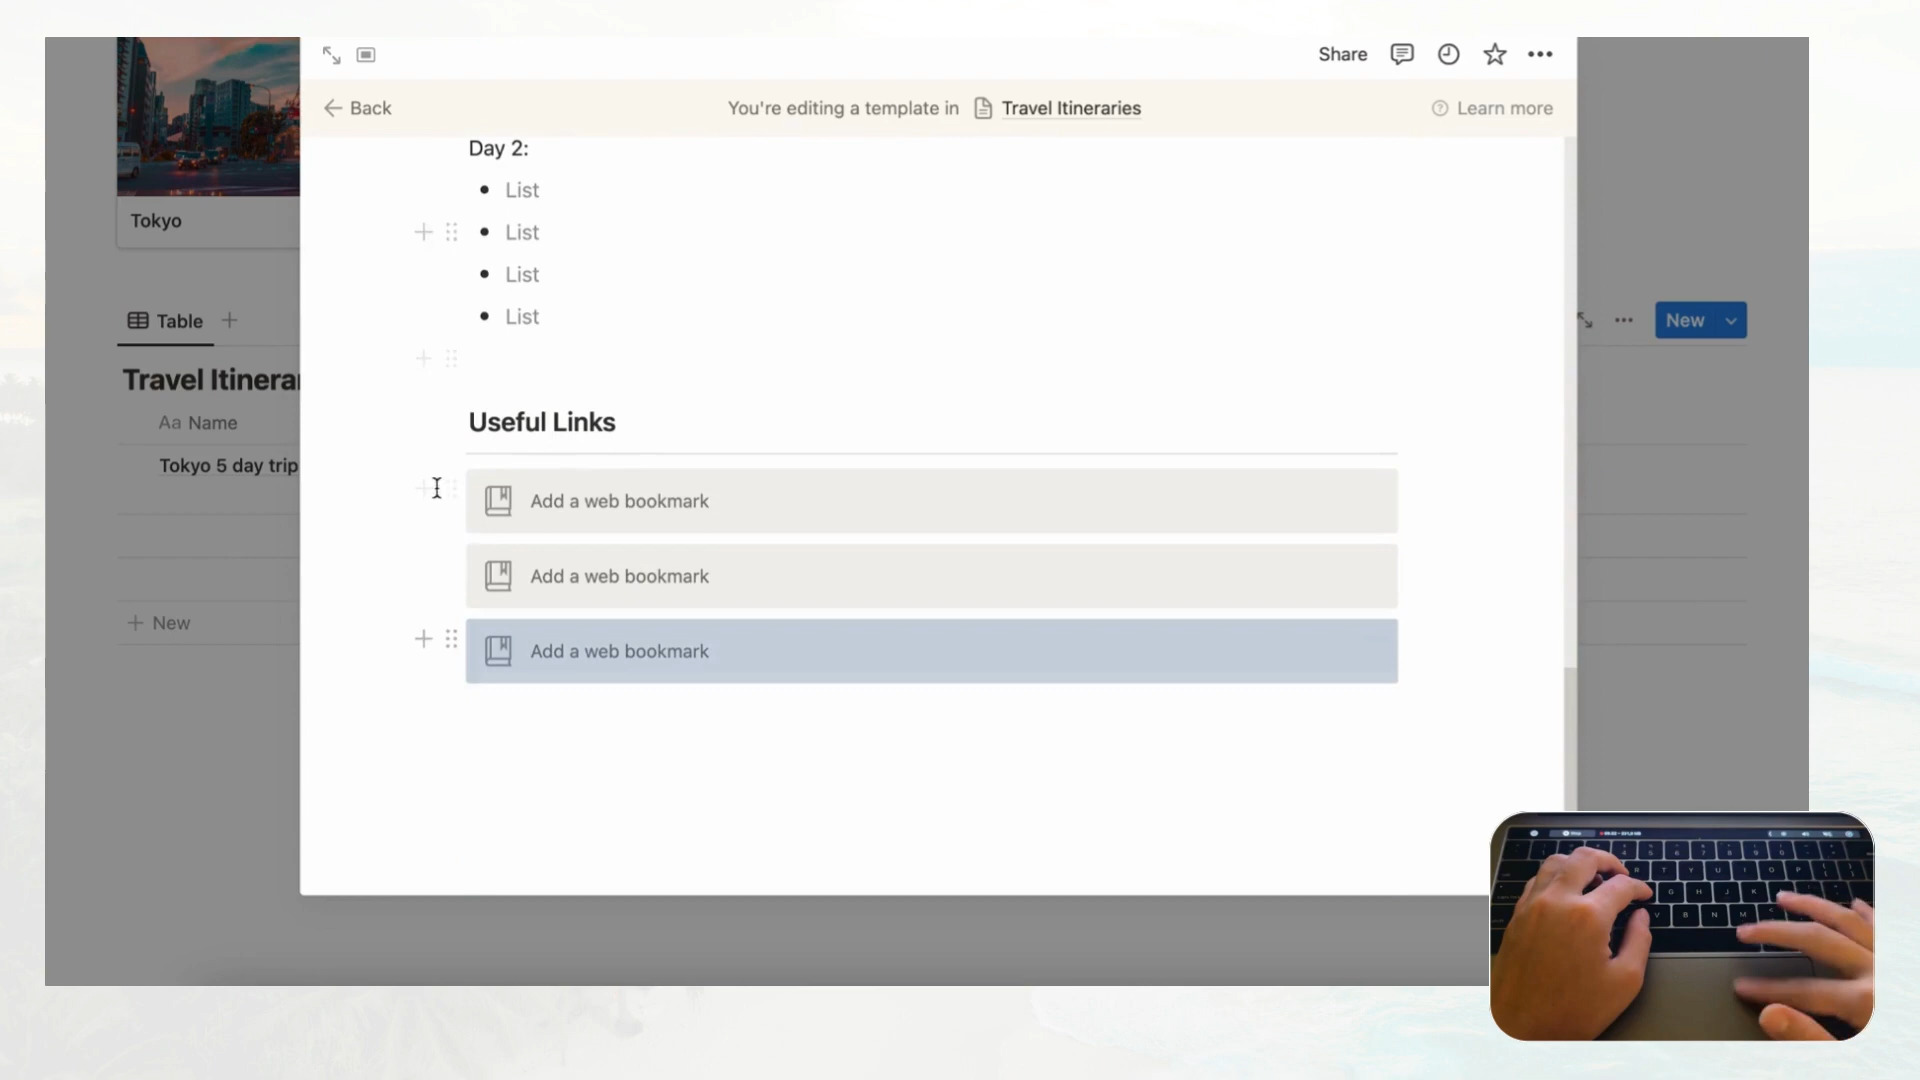 Share
Back
You're editing a template in Travel Itineraries
Learn more
Day 2:
List
List
List
List
Tokyo
Table
New
Travel Itinera
Aa Name
Tokyo 5 day trip
New
Useful Links
Add a web bookmark
Add a web bookmark
Add a web bookmark